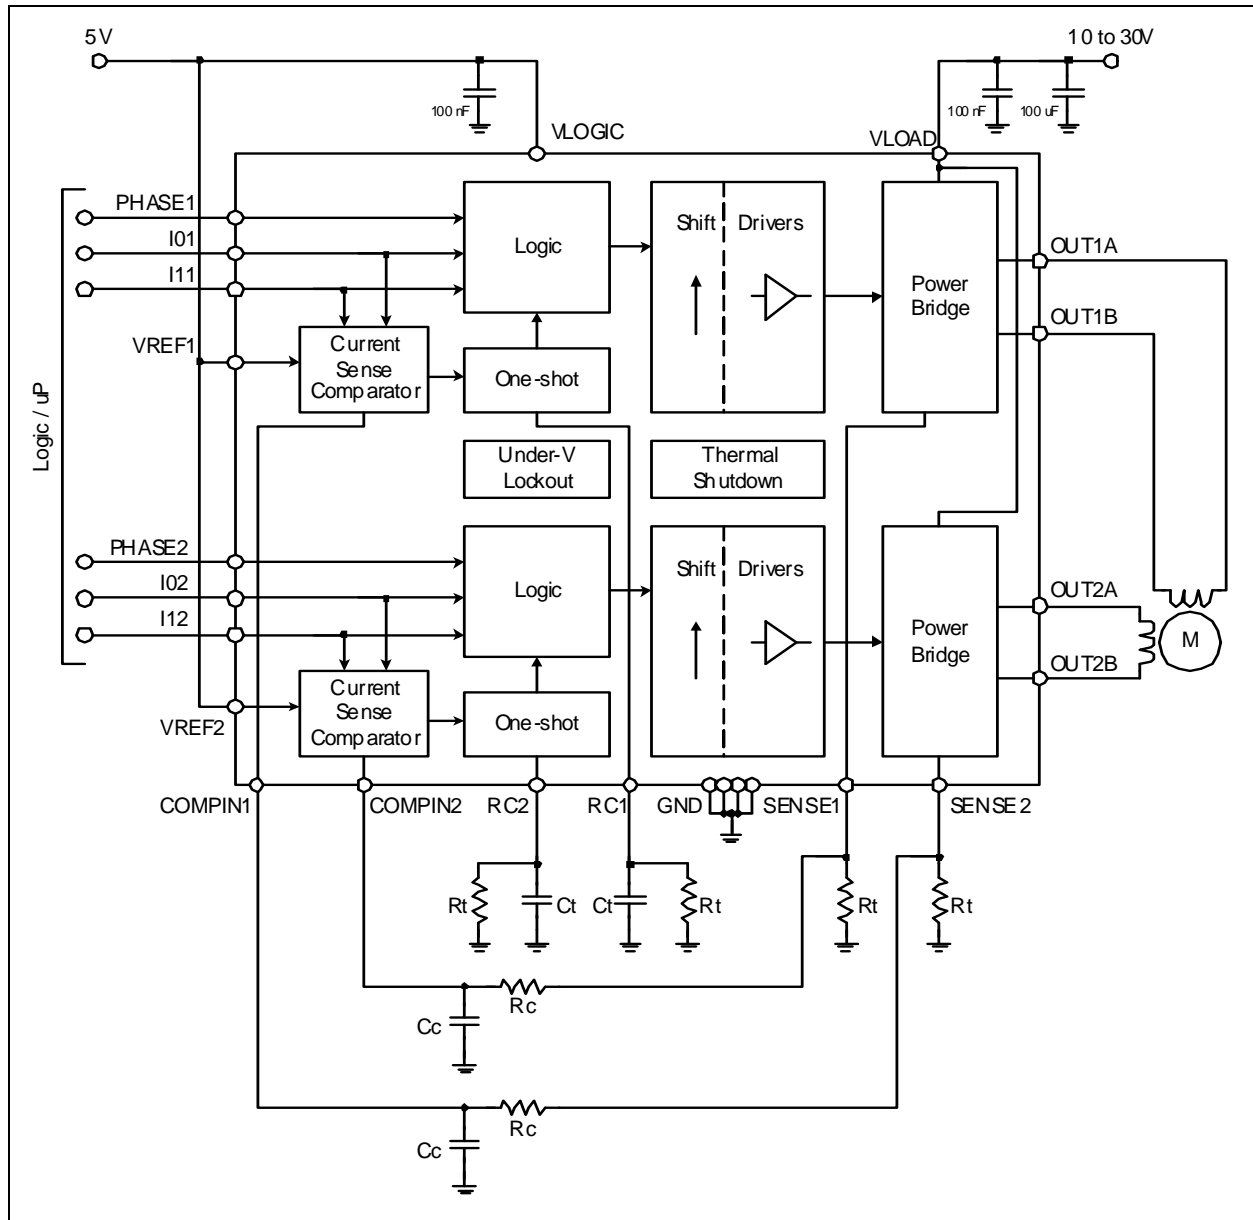 5V
10 to 30V
100 nF
100 nF
100 uF
VLOGIC
VLOAD
PHASE1
I01
I11
VREF1
Logic / uP
Logic
Shift
Drivers
Power
Bridge
OUT1A
OUT1B
Current
Sense
Comparator
One-shot
Under-V
Lockout
Thermal
Shutdown
PHASE2
I02
I12
VREF2
Logic
Shift
Drivers
Power
Bridge
OUT2A
OUT2B
M
Current
Sense
Comparator
One-shot
COMPIN1
COMPIN2
RC2
RC1
GND
SENSE1
SENSE2
Rt
Ct
Ct
Rt
Rt
Rt
Rc
Cc
Rc
Cc